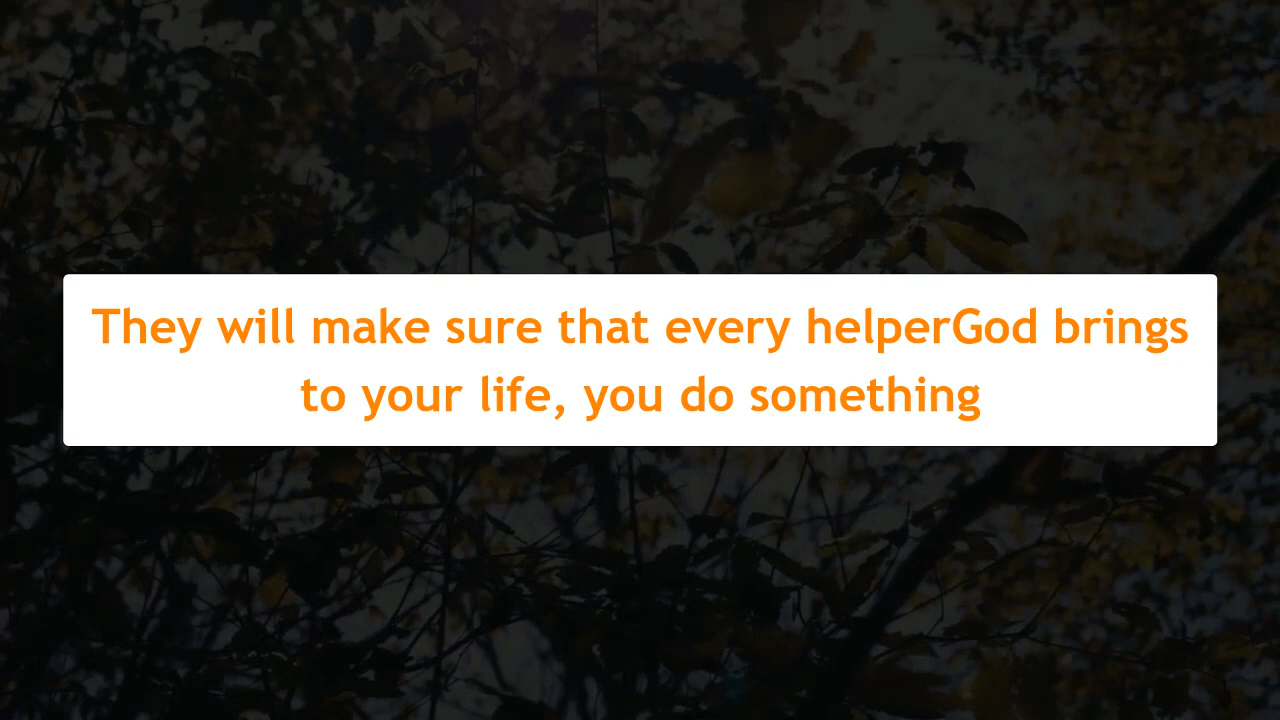 They will make sure that every helperGod brings
to your life, you do something